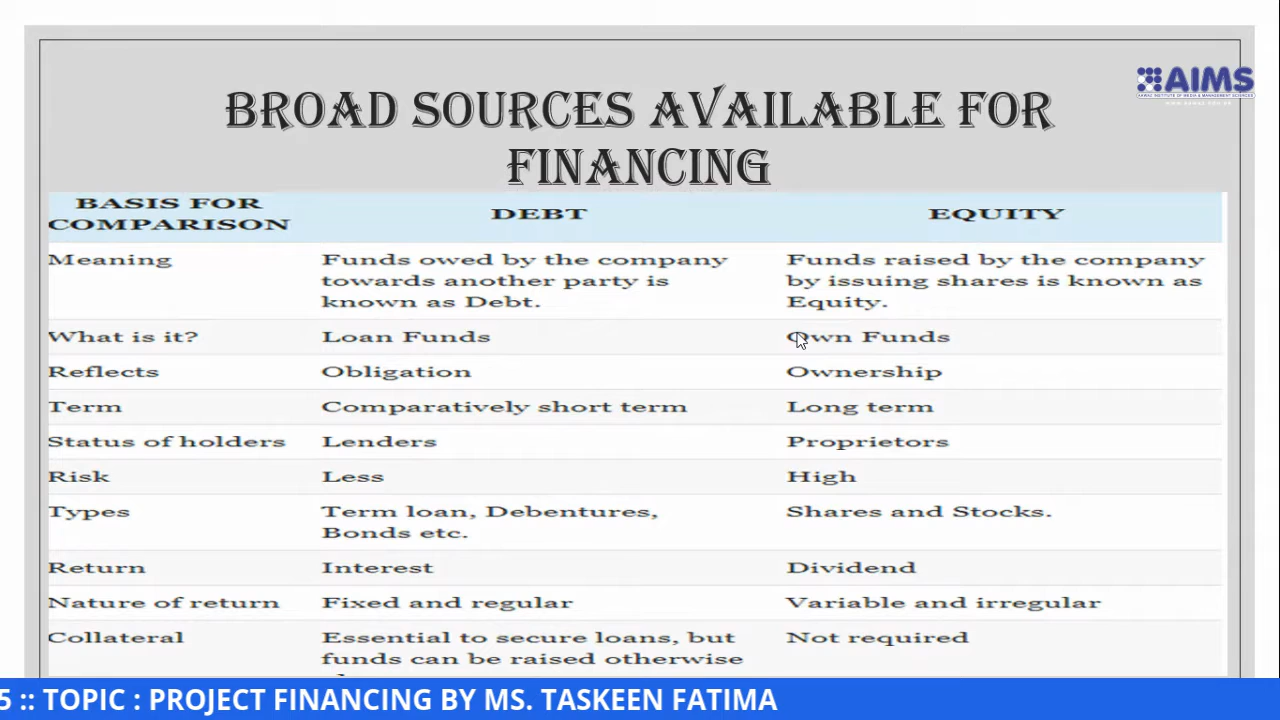 AIMS
BROAD SOURCES AVAILABLE FOR
FINANCING
BASIS FOR COMPARISON DEBT EQUITY
Meaning Funds owed by the company towards another party is known as Debt. Funds raised by the company by issuing shares is known as Equity.
What is it? Loan Funds Own Funds
Reflects Obligation Ownership
Term Comparatively short term Long term
Status of holders Lenders Proprietors
Risk Less High
Types Term loan, Debentures, Bonds etc. Shares and Stocks.
Return Interest Dividend
Nature of return Fixed and regular Variable and irregular
Collateral Essential to secure loans, but funds can be raised otherwise Not required
5 :: TOPIC : PROJECT FINANCING BY MS. TASKEEN FATIMA